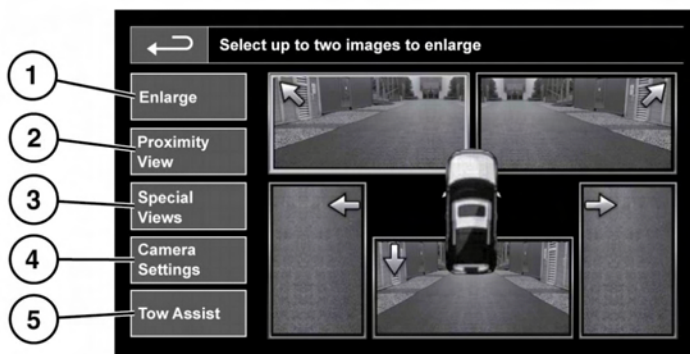 Select up to two images to enlarge
1
Enlarge
2
Proximity
View
3
Special
Views
4
Camera
Settings
5
Tow Assist